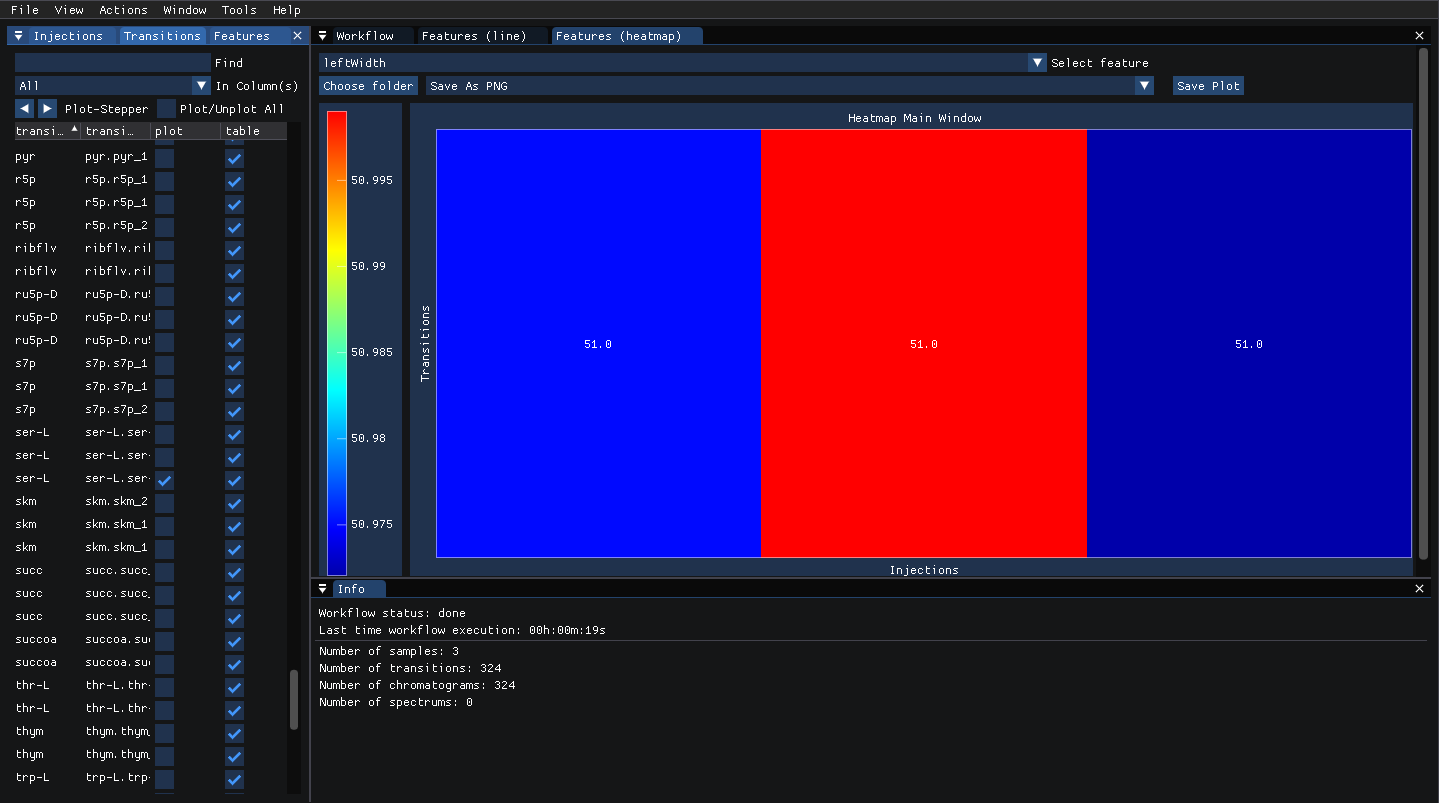 File View Actions Window Tools Help
Injections Transitions Features
Find
All In Column(s)
Plot-Stepper Plot/Unplot All
transi… transi… plot table
pyr pyr.pyr_1
r5p r5p.r5p_1
r5p r5p.r5p_1
r5p r5p.r5p_2
ribflv ribflv.ril
ribflv ribflv.ril
ru5p-D ru5p-D.ru!
ru5p-D ru5p-D.ru!
ru5p-D ru5p-D.ru!
s7p s7p.s7p_1
s7p s7p.s7p_1
s7p s7p.s7p_2
ser-L ser-L.ser-
ser-L ser-L.ser-
ser-L ser-L.ser-
skm skm.skm_2
skm skm.skm_1
skm skm.skm_1
succ succ.succ_
succ succ.succ_
succ succ.succ_
succoa succoa.su
succoa succoa.su
thr-L thr-L.thr-
thr-L thr-L.thr-
thym thym.thym_
thym thym.thym_
trp-L trp-L.trp-
Workflow Features (line) Features (heatmap)
leftWidth Select feature
Choose folder Save As PNG Save Plot
Heatmap Main Window
50.995
50.99
50.985
50.98
50.975
Transitions
51.0 51.0 51.0
Injections
Info
Workflow status: done
Last time workflow execution: 00h:00m:19s
Number of samples: 3
Number of transitions: 324
Number of chromatograms: 324
Number of spectrums: 0